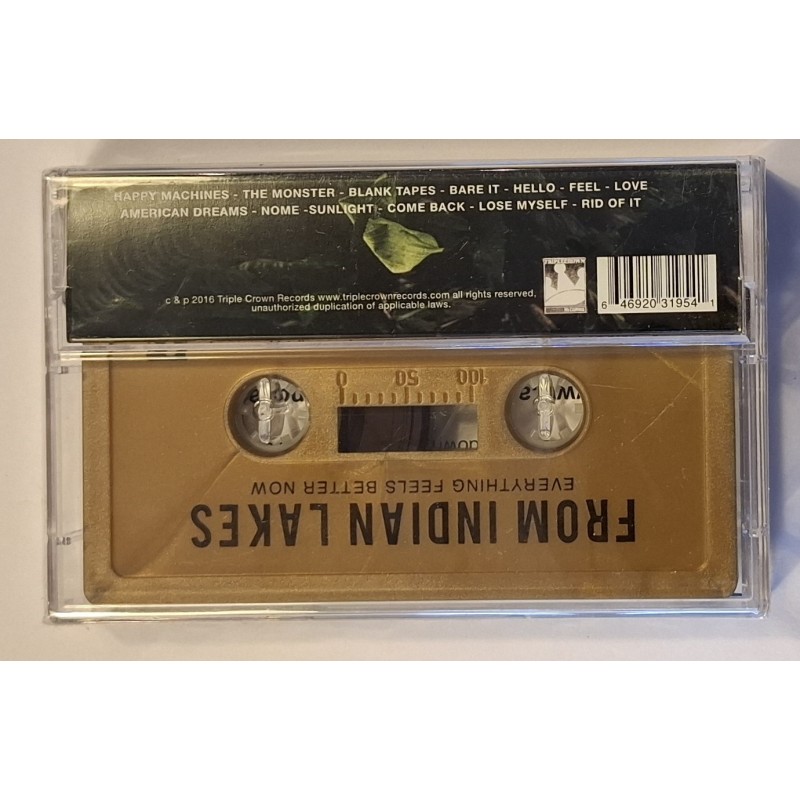 HAPPY MACHINES - THE MONSTER - BLANK TAPES - BARE IT - HELLO - FEEL - LOVE
AMERICAN DREAMS - NOME -SUNLIGHT - COME BACK - LOSE MYSELF - RID OF IT
c & p 2016 Triple Crown Records www.triplecrownrecords.com all rights reserved.
unauthorized duplication of applicable laws.
6 46920 31954 1
100 50 0
EVERYTHING FEELS BETTER NOW
FROM INDIAN LAKES